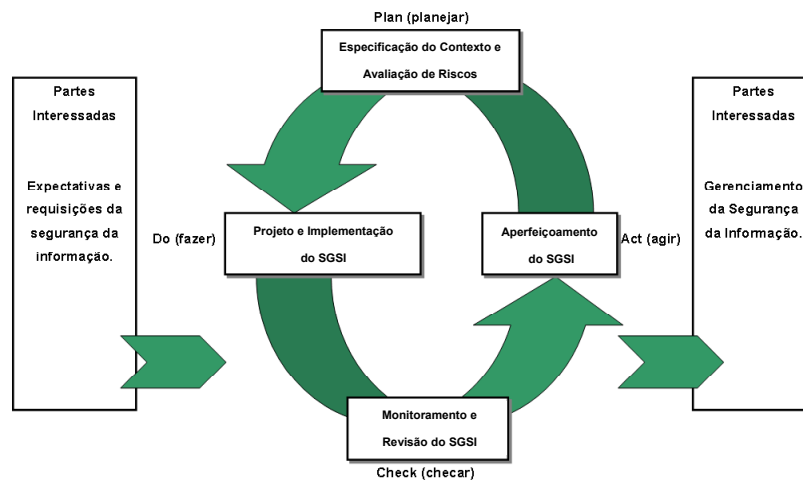 Plan (planejar)
Especificação do Contexto e
Avaliação de Riscos
Partes
Interessadas
Expectativas e
requisições da
segurança da
informação.
Do (fazer)
Projeto e Implementação
do SGSI
Aperfeiçoamento
do SGSI
Act (agir)
Partes
Interessadas
Gerenciamento
da Segurança
da Informação.
Monitoramento e
Revisão do SGSI
Check (checar)